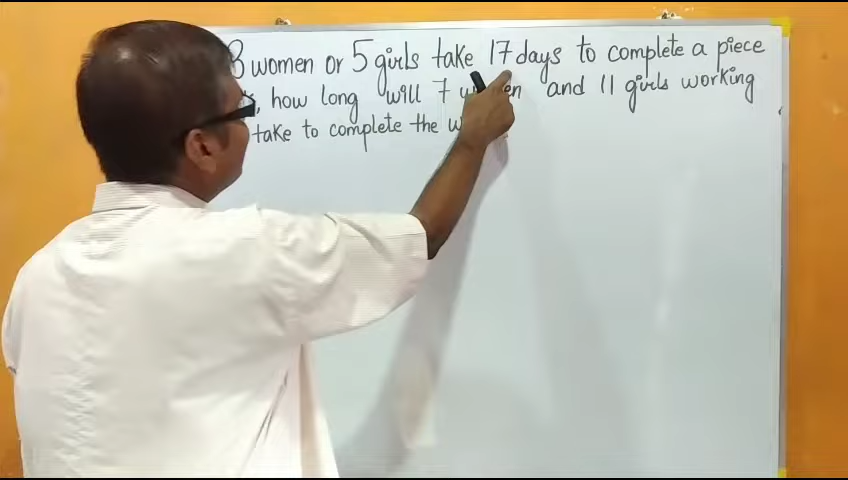 women or 5 girls take 17 days to complete a piece
, how long will 7 and 11 girls working
take to complete the